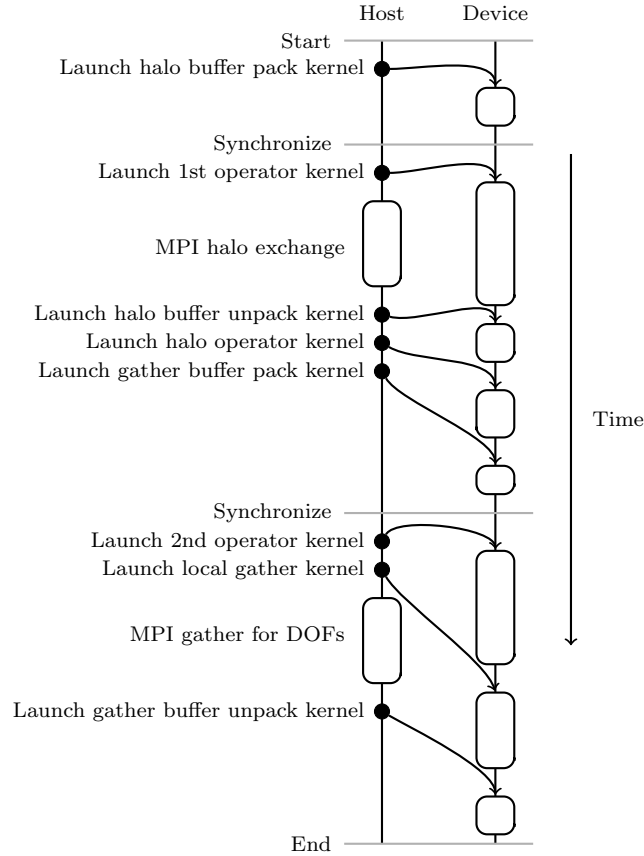 Host Device
Start
Launch halo buffer pack kernel
Synchronize
Launch 1st operator kernel
MPI halo exchange
Launch halo buffer unpack kernel
Launch halo operator kernel
Launch gather buffer pack kernel
Time
Synchronize
Launch 2nd operator kernel
Launch local gather kernel
MPI gather for DOFs
Launch gather buffer unpack kernel
End